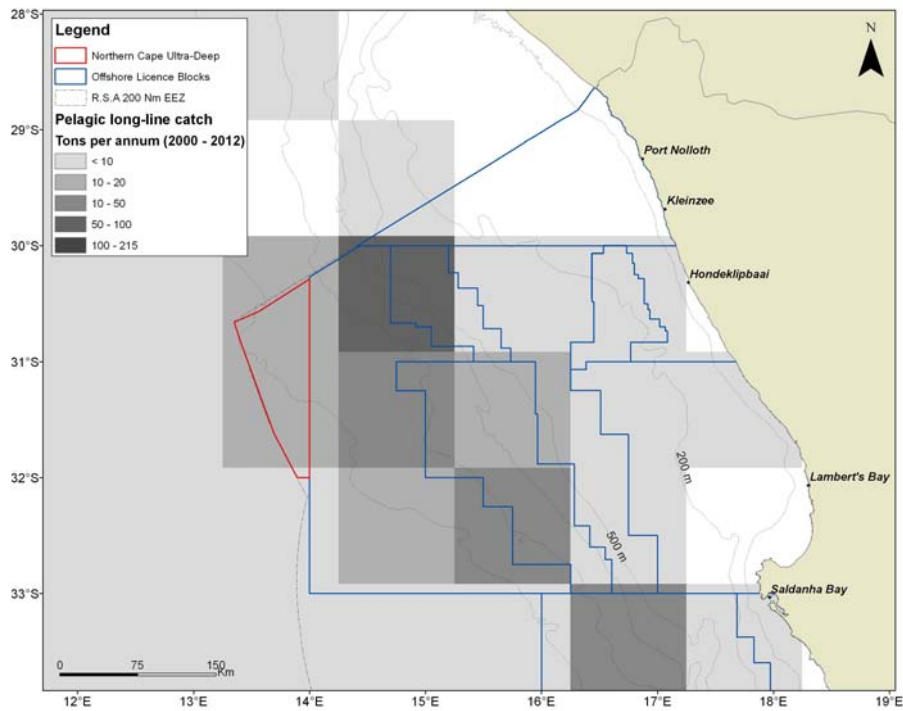 28°S
29°S
30°S
31°S
32°S
33°S
Legend
Northern Cape Ultra-Deep
Offshore Licence Blocks
R.S.A 200 Nm EEZ
Pelagic long-line catch
Tons per annum (2000 - 2012)
< 10
10 - 20
10 - 50
50 - 100
100 - 215
N
Port Nolloth
Kleinzee
Hondeklipbaai
200 m
Lambert's Bay
500 m
Saldanha Bay
0 75 150
Km
12°E 13°E 14°E 15°E 16°E 17°E 18°E 19°E